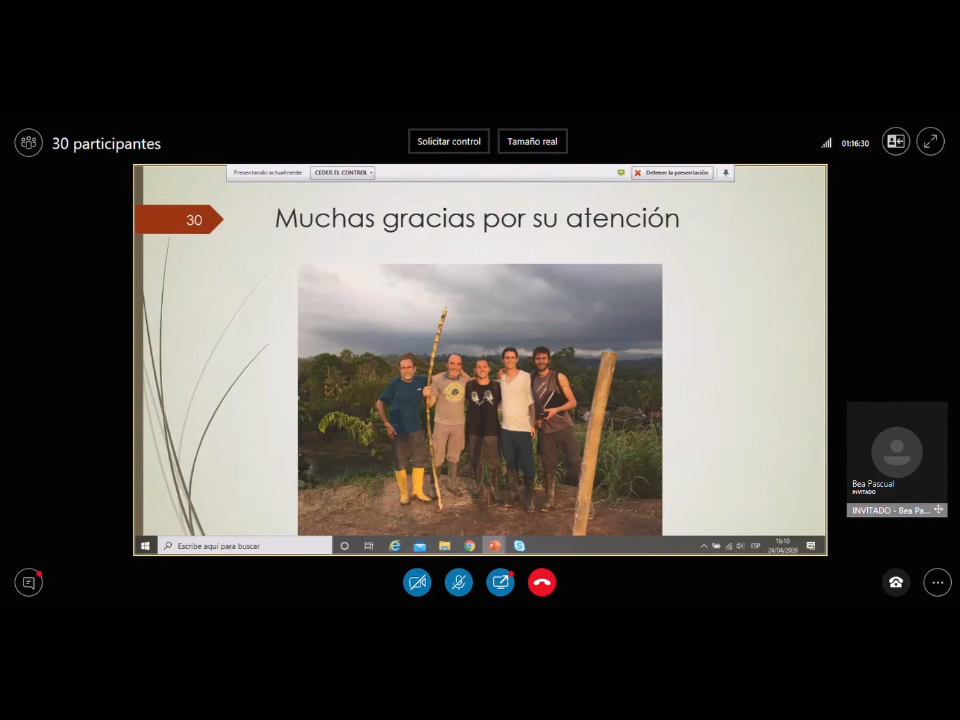 30 participantes
Solicitar control
Tamaño real
01:16:30
Presentando actualmente
CEDER EL CONTROL
Detener la presentación
30
Muchas gracias por su atención
Bea Pascual
INVITADO
INVITADO - Bea Pa...
Escribe aquí para buscar
ESP
16:10
24/04/2020